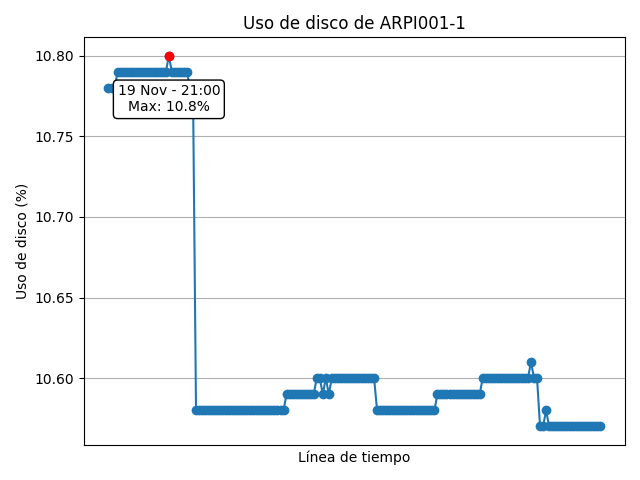 Uso de disco de ARPI001-1
10.80
10.75
10.70
10.65
10.60
Uso de disco (%)
19 Nov - 21:00
Max: 10.8%
Línea de tiempo